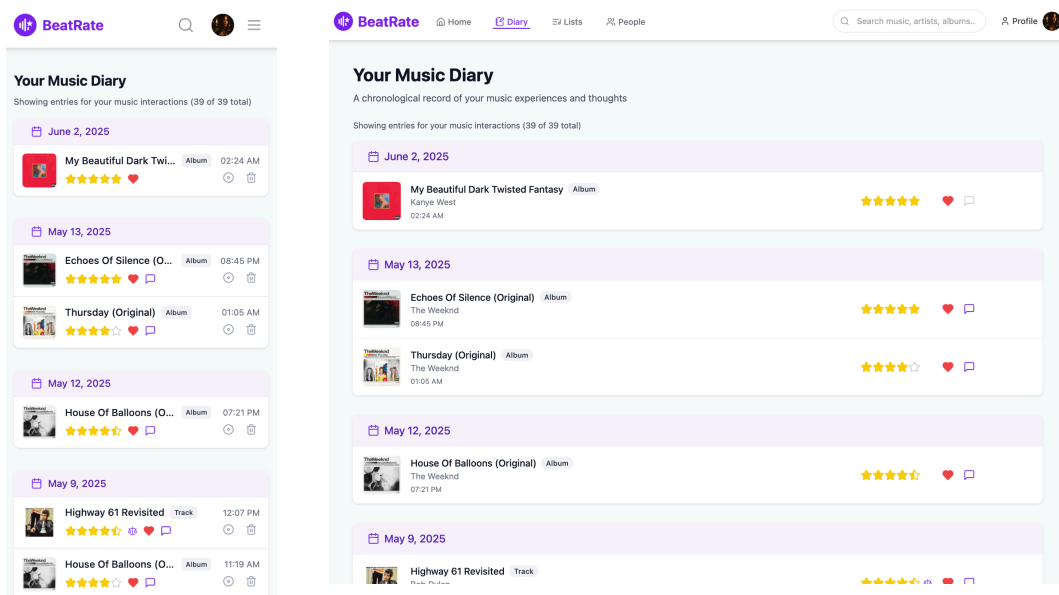 BeatRate
Your Music Diary
Showing entries for your music interactions (39 of 39 total)
June 2, 2025
My Beautiful Dark Twi... Album 02:24 AM
May 13, 2025
Echoes Of Silence (O... Album 08:45 PM
Thursday (Original) Album 01:05 AM
May 12, 2025
House Of Balloons (O... Album 07:21 PM
May 9, 2025
Highway 61 Revisited Track 12:07 PM
House Of Balloons (O... Album 11:19 AM
BeatRate Home Diary Lists People Search music, artists, albums... Profile
Your Music Diary
A chronological record of your music experiences and thoughts
Showing entries for your music interactions (39 of 39 total)
June 2, 2025
My Beautiful Dark Twisted Fantasy Album
Kanye West
02:24 AM
May 13, 2025
Echoes Of Silence (Original) Album
The Weeknd
08:45 PM
Thursday (Original) Album
The Weeknd
01:05 AM
May 12, 2025
House Of Balloons (Original) Album
The Weeknd
07:21 PM
May 9, 2025
Highway 61 Revisited Track
Bob Dylan